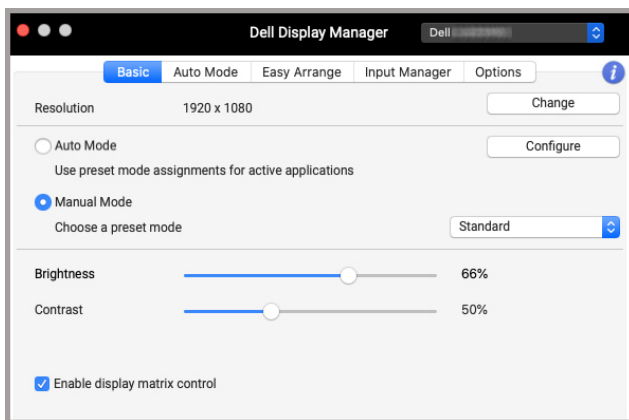 Dell Display Manager Dell
Basic Auto Mode Easy Arrange Input Manager Options i
Resolution 1920 x 1080 Change
Auto Mode Configure
Use preset mode assignments for active applications
Manual Mode
Choose a preset mode Standard
Brightness 66%
Contrast 50%
Enable display matrix control